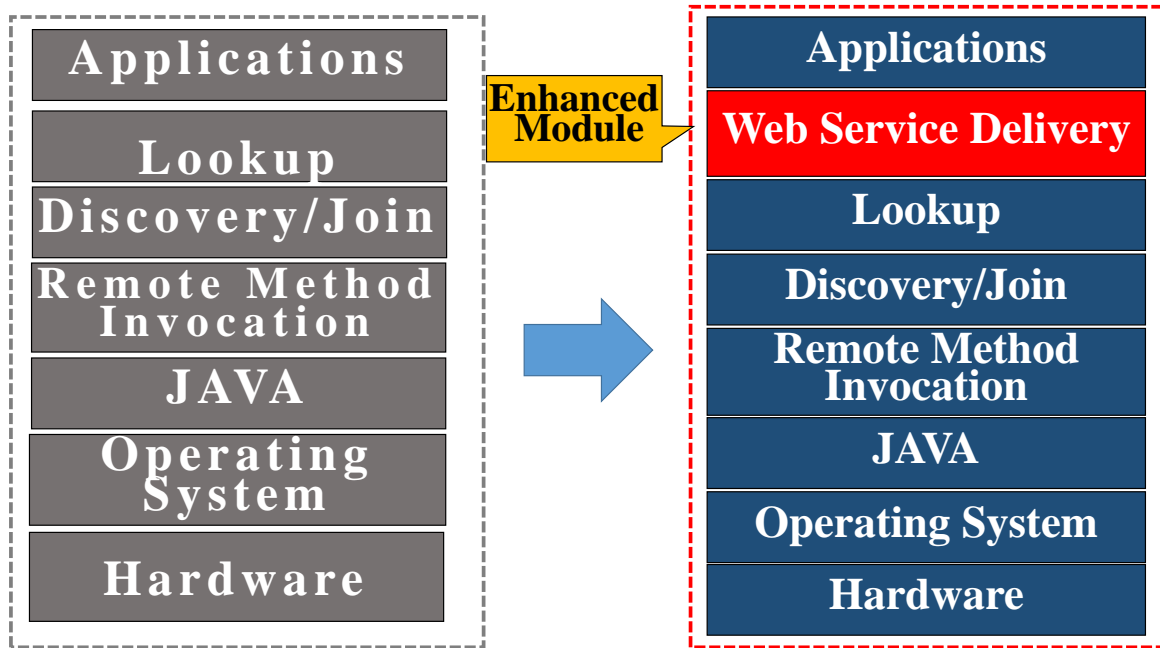 Applications
Lookup
Discovery/Join
Remote Method
Invocation
JAVA
Operating
System
Hardware
Enhanced
Module
Applications
Web Service Delivery
Lookup
Discovery/Join
Remote Method
Invocation
JAVA
Operating System
Hardware